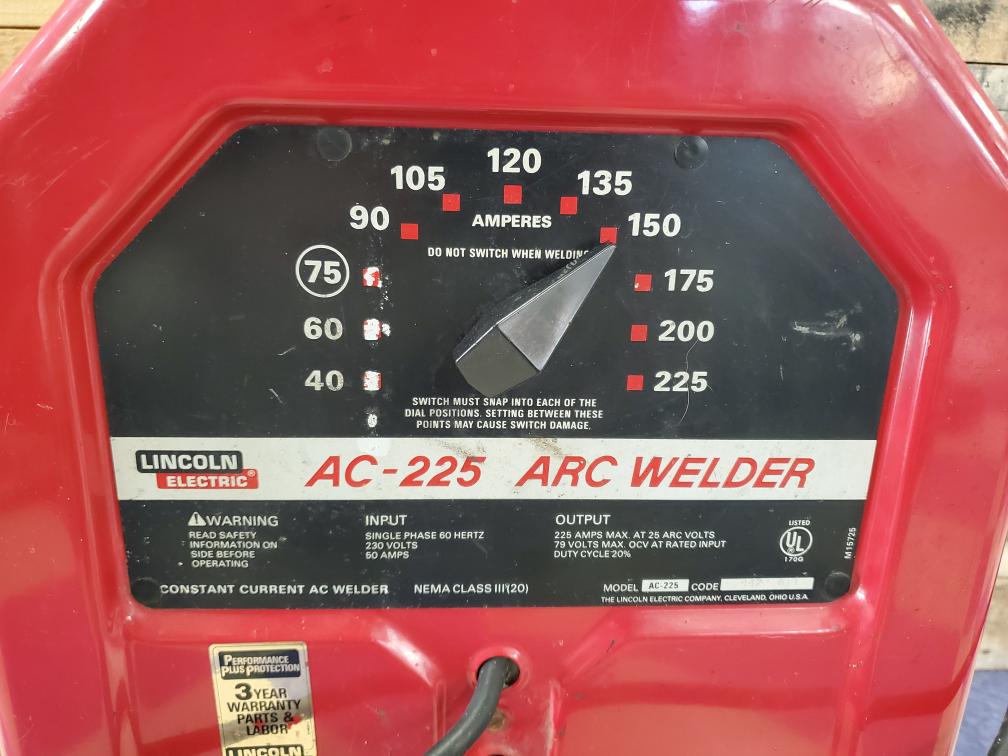 120
105
135
90
AMPERES
150
DO NOT SWITCH WHEN WELDING
75
175
60
200
40
225
SWITCH MUST SNAP INTO EACH OF THE
DIAL POSITIONS. SETTING BETWEEN THESE
POINTS MAY CAUSE SWITCH DAMAGE.
LINCOLN
ELECTRIC®
AC-225 ARC WELDER
WARNING
READ SAFETY
INFORMATION ON
SIDE BEFORE
OPERATING
INPUT
SINGLE PHASE 60 HERTZ
230 VOLTS
50 AMPS
OUTPUT
225 AMPS MAX. AT 25 ARC VOLTS
79 VOLTS MAX. OCV AT RATED INPUT
DUTY CYCLE 20%
LISTED
UL
170G
M15725
CONSTANT CURRENT AC WELDER
NEMA CLASS III(20)
MODEL AC-225 CODE
THE LINCOLN ELECTRIC COMPANY, CLEVELAND, OHIO U.S.A.
PERFORMANCE
PLUS PROTECTION
3 YEAR
WARRANTY
PARTS &
LABOR
LINCOLN